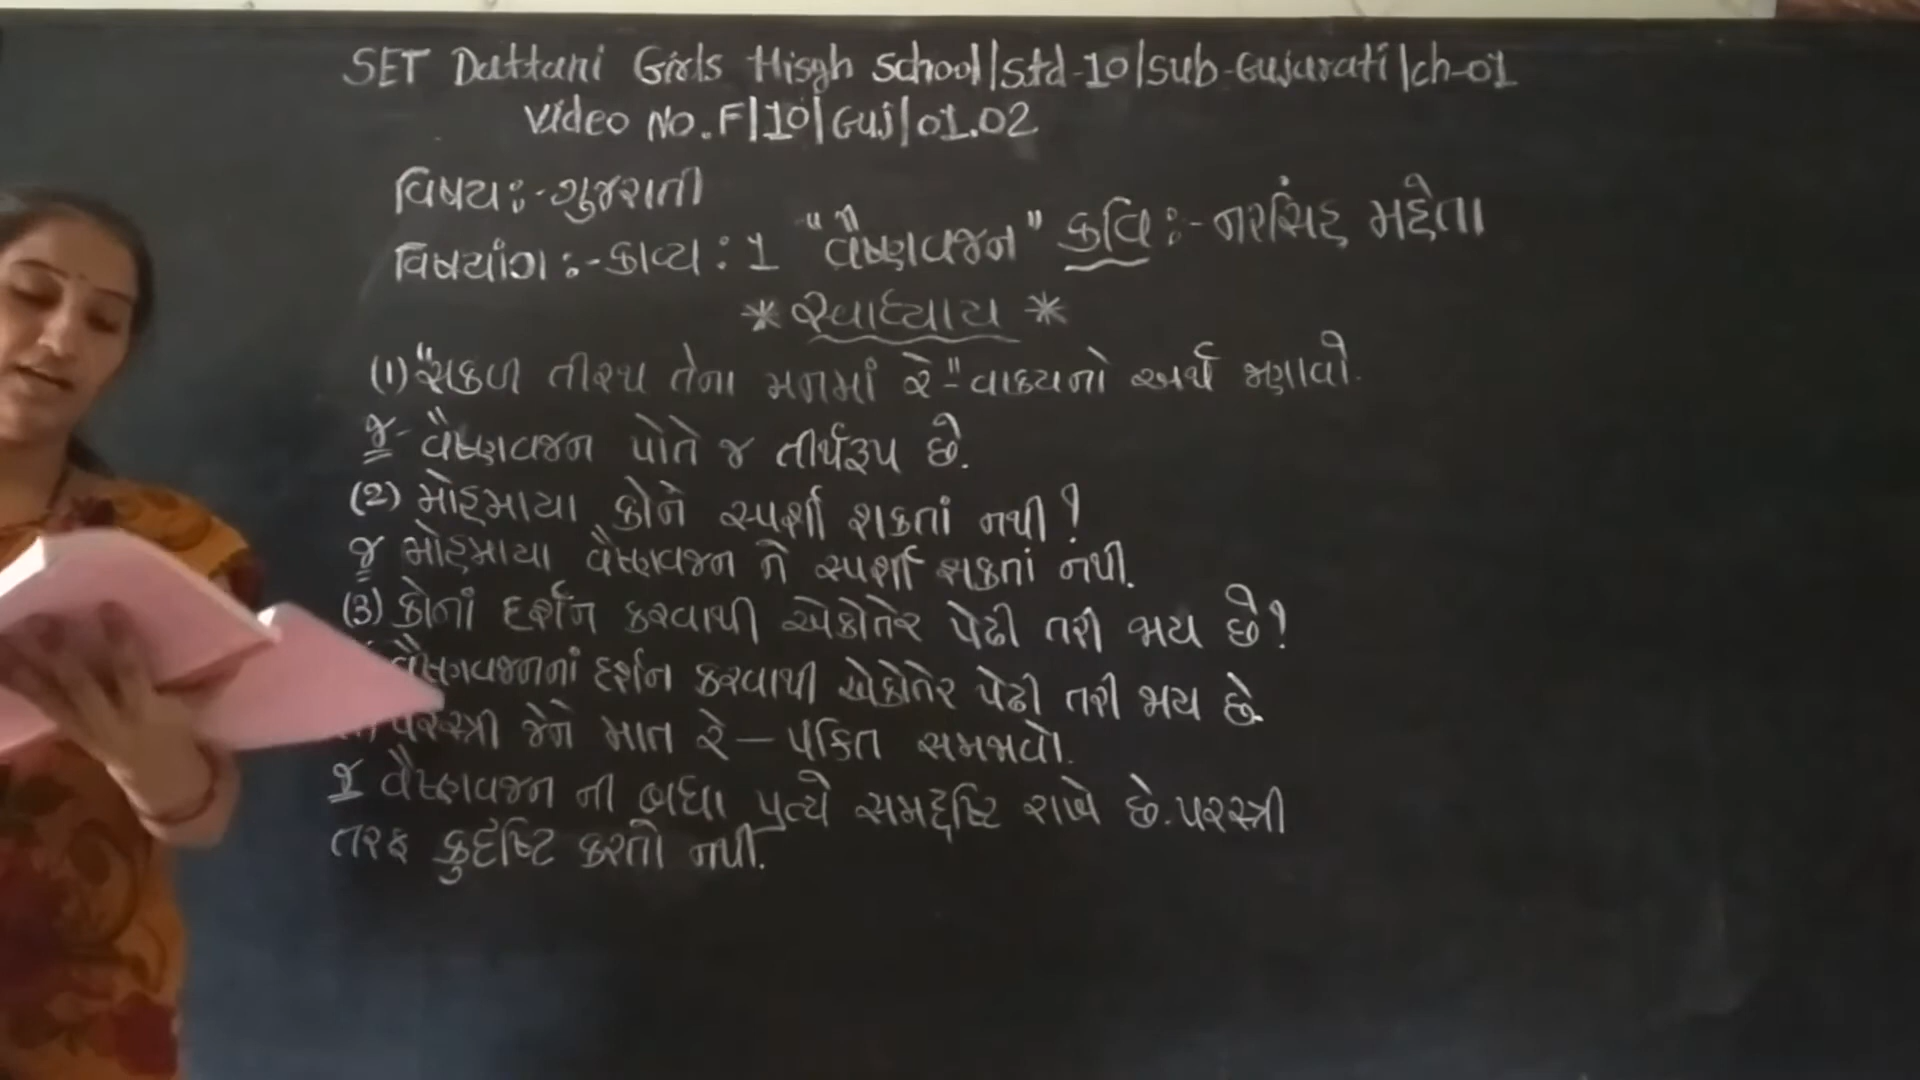 SET Dattani Girls Hisgh School|Std-10|Sub-Gujarati|ch-01
Video No. F|10|Guj|01.02
વિષય:-ગુજરાતી
વિષયાંગ:-કાવ્ય:1 "વૈષ્ણવજન" કવિ:-નરસિંહ મહેતા
* સ્વાધ્યાય *
(1) "સકળ તીરથ તેના મનમાં રે"-વાક્યનો અર્થ જણાવો.
જ- વૈષ્ણવજન પોતે જ તીર્થરૂપ છે.
(2) મોહમાયા કોને સ્પર્શી શકતાં નથી?
જ મોહમાયા વૈષ્ણવજન ને સ્પર્શી શકતાં નથી.
(3) કોનાં દર્શન કરવાથી એકોતેર પેઢી તરી જાય છે?
વૈષ્ણવજનનાં દર્શન કરવાથી એકોતેર પેઢી તરી જાય છે.
પરસ્ત્રી જેને માત રે – પંકિત સમજાવો.
જ વૈષ્ણવજન ની બધા પ્રત્યે સમદ્રષ્ટિ રાખે છે. પરસ્ત્રી
તરફ કુદ્રષ્ટિ કરતો નથી.